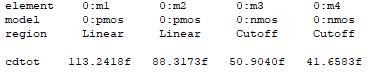 element 0:m1 0:m2 0:m3 0:m4
model 0:pmos 0:pmos 0:nmos 0:nmos
region Linear Linear Cutoff Cutoff
cdtot 113.2418f 88.3173f 50.9040f 41.6583f